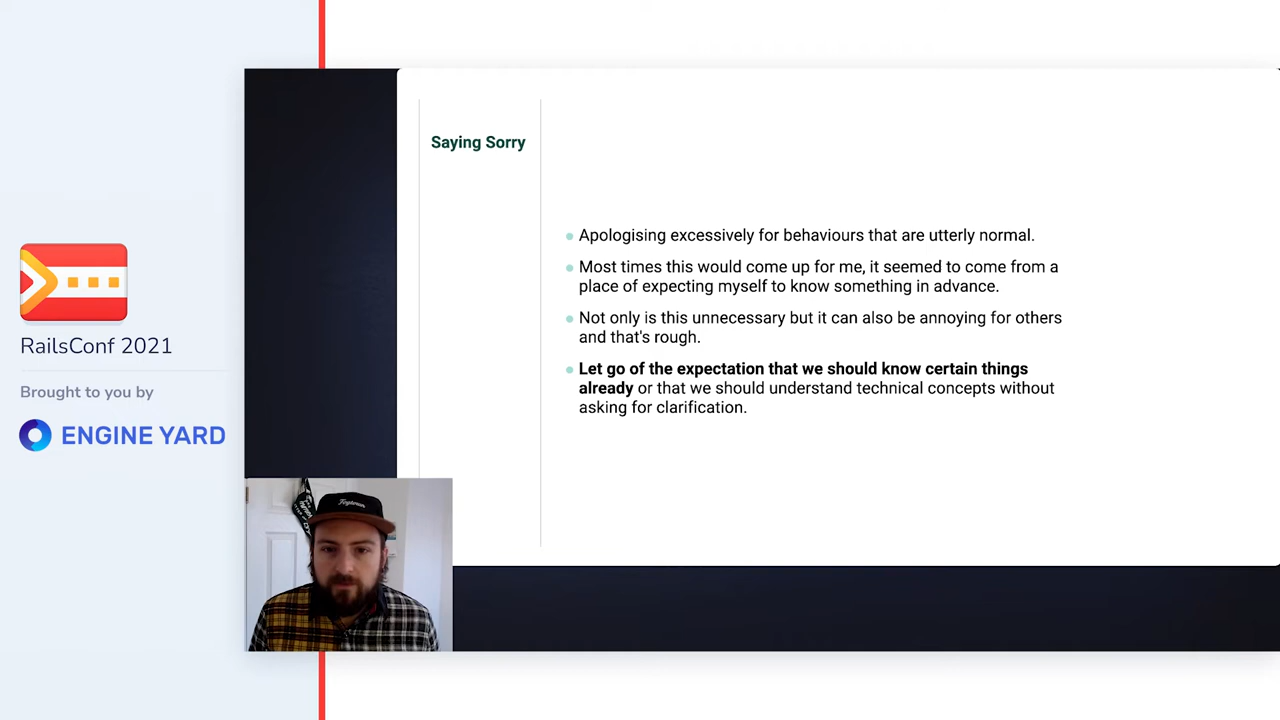 RailsConf 2021
Brought to you by
ENGINE YARD
Saying Sorry
Apologising excessively for behaviours that are utterly normal.
Most times this would come up for me, it seemed to come from a
place of expecting myself to know something in advance.
Not only is this unnecessary but it can also be annoying for others
and that's rough.
Let go of the expectation that we should know certain things
already or that we should understand technical concepts without
asking for clarification.